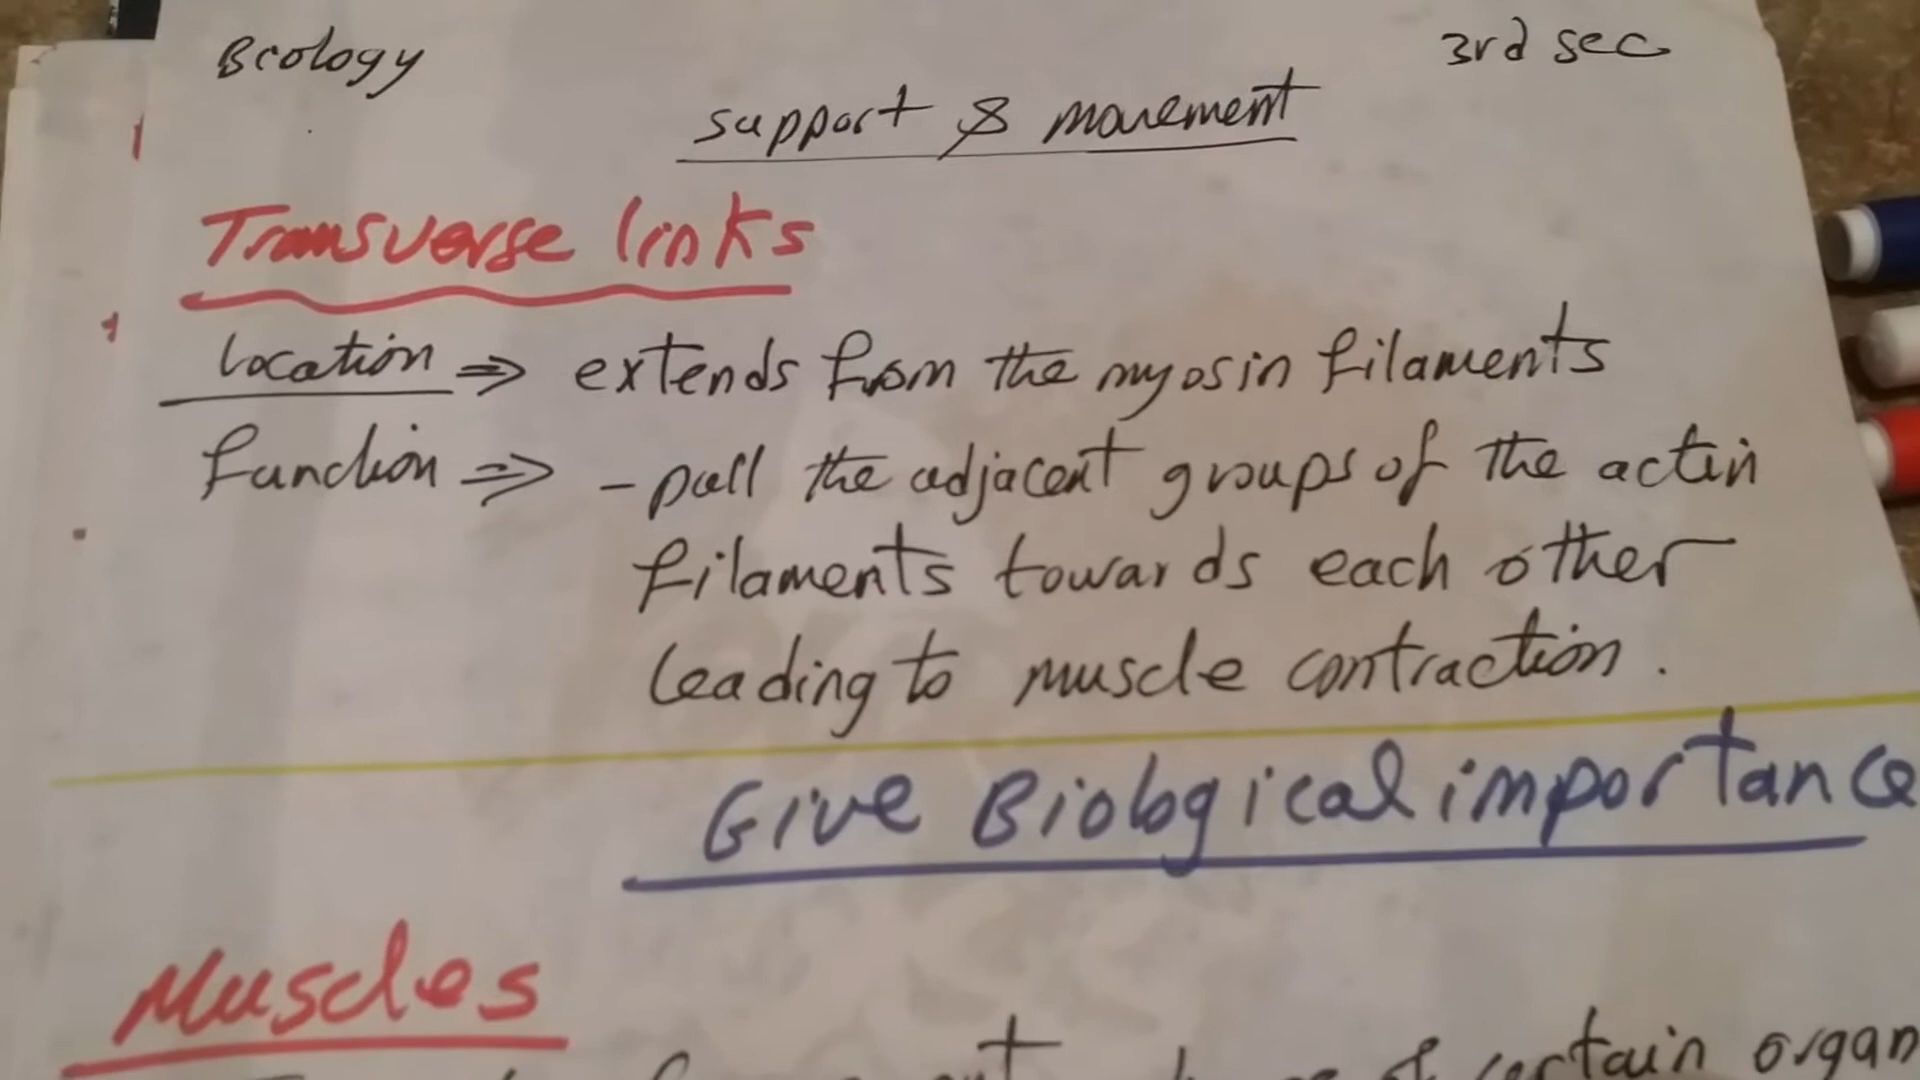 Biology
3rd sec
support & movement
Transverse links
location ⇒ extends from the myosin filaments
function ⇒ - pull the adjacent groups of the actin
filaments towards each other
leading to muscle contraction.
Give Biological importance
Muscles
of certain organ